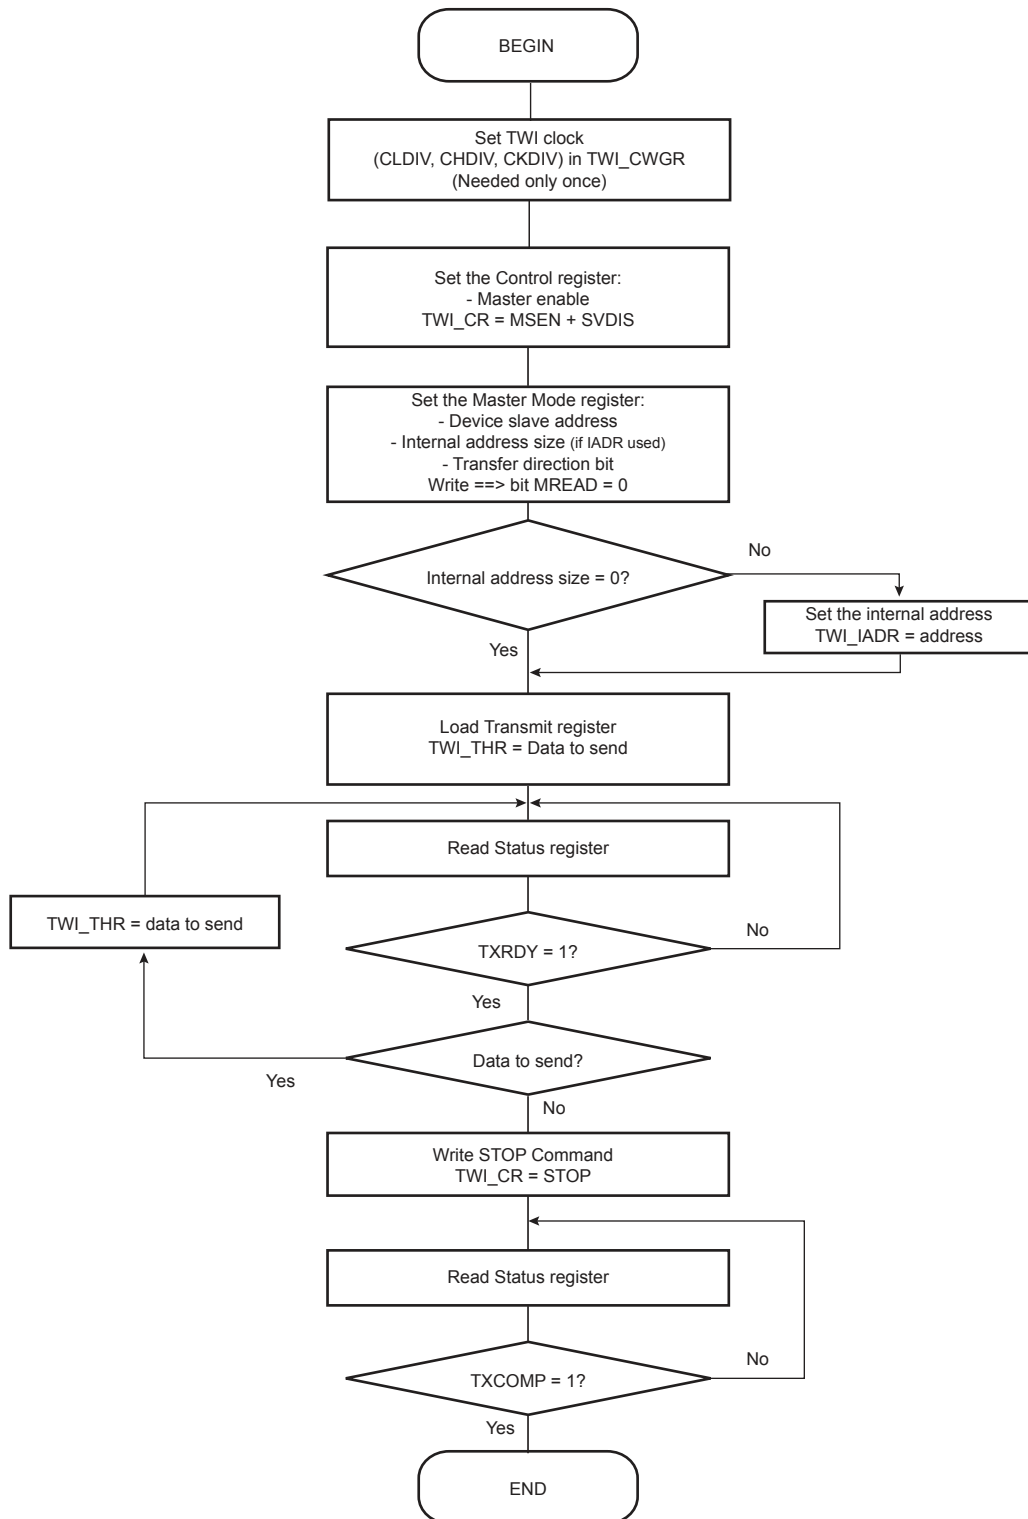 BEGIN
Set TWI clock
(CLDIV, CHDIV, CKDIV) in TWI_CWGR
(Needed only once)
Set the Control register:
- Master enable
TWI_CR = MSEN + SVDIS
Set the Master Mode register:
- Device slave address
- Internal address size (if IADR used)
- Transfer direction bit
Write ==> bit MREAD = 0
No
Internal address size = 0?
Set the internal address
TWI_IADR = address
Yes
Load Transmit register
TWI_THR = Data to send
Read Status register
TWI_THR = data to send
No
TXRDY = 1?
Yes
Data to send?
Yes
No
Write STOP Command
TWI_CR = STOP
Read Status register
No
TXCOMP = 1?
Yes
END